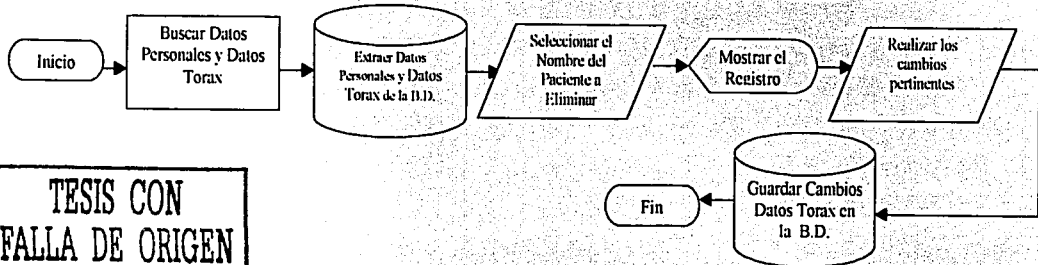 Inicio
Buscar Datos
Personales y Datos
Torax
Extraer Datos
Personales y Datos
Torax de la B.D.
Seleccionar el
Nombre del
Paciente a
Eliminar
Mostrar el
Registro
Realizar los
cambios
pertinentes
Guardar Cambios
Datos Torax en
la B.D.
Fin
TESIS CON
FALLA DE ORIGEN